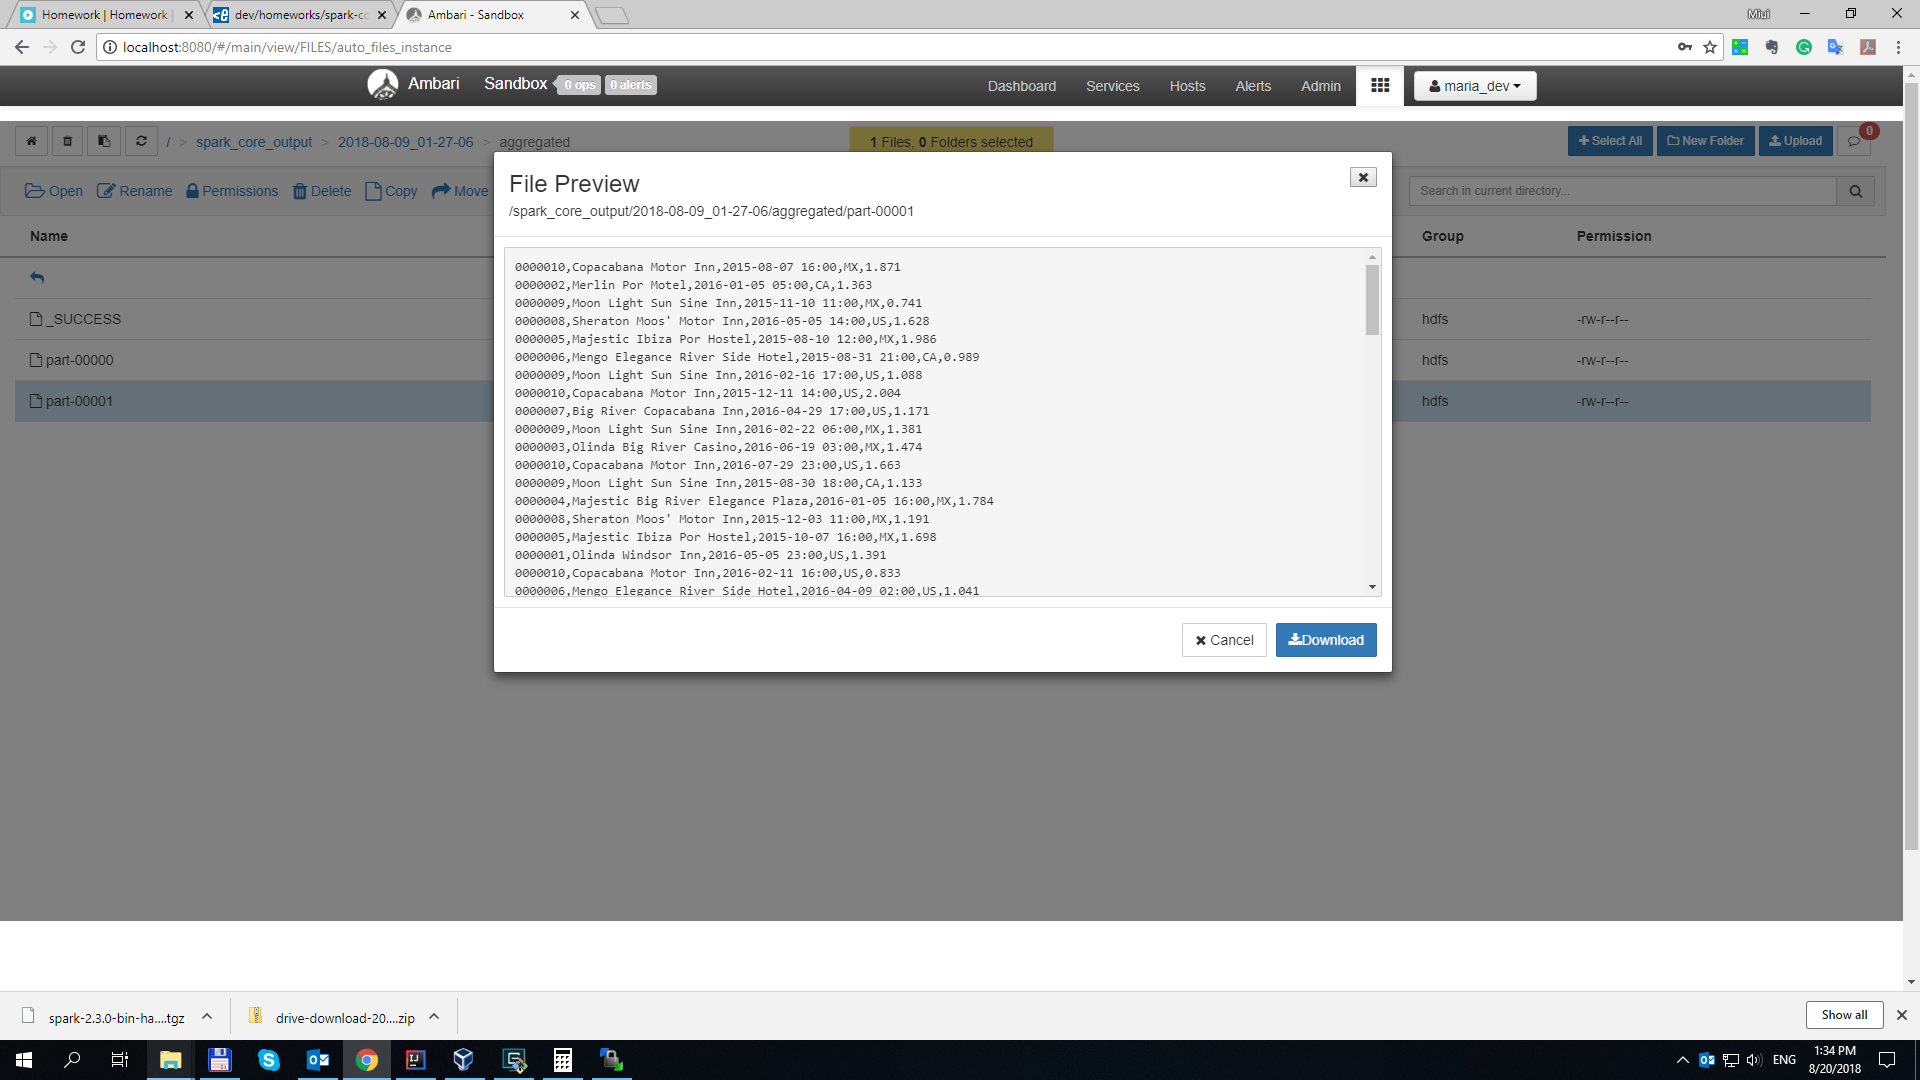 Homework | Homework
dev/homeworks/spark-co
Ambari - Sandbox
Miui
localhost:8080/#/main/view/FILES/auto_files_instance
Ambari
Sandbox
0 ops
0 alerts
Dashboard
Services
Hosts
Alerts
Admin
maria_dev
/ > spark_core_output > 2018-08-09_01-27-06 > aggregated
1 Files, 0 Folders selected
Select All
New Folder
Upload
0
Open
Rename
Permissions
Delete
Copy
Move
Search in current directory...
Name
Group
Permission
_SUCCESS
hdfs
-rw-r--r--
part-00000
hdfs
-rw-r--r--
part-00001
hdfs
-rw-r--r--
File Preview
/spark_core_output/2018-08-09_01-27-06/aggregated/part-00001
0000010,Copacabana Motor Inn,2015-08-07 16:00,MX,1.871
0000002,Merlin Por Motel,2016-01-05 05:00,CA,1.363
0000009,Moon Light Sun Sine Inn,2015-11-10 11:00,MX,0.741
0000008,Sheraton Moos' Motor Inn,2016-05-05 14:00,US,1.628
0000005,Majestic Ibiza Por Hostel,2015-08-10 12:00,MX,1.986
0000006,Mengo Elegance River Side Hotel,2015-08-31 21:00,CA,0.989
0000009,Moon Light Sun Sine Inn,2016-02-16 17:00,US,1.088
0000010,Copacabana Motor Inn,2015-12-11 14:00,US,2.004
0000007,Big River Copacabana Inn,2016-04-29 17:00,US,1.171
0000009,Moon Light Sun Sine Inn,2016-02-22 06:00,MX,1.381
0000003,Olinda Big River Casino,2016-06-19 03:00,MX,1.474
0000010,Copacabana Motor Inn,2016-07-29 23:00,US,1.663
0000009,Moon Light Sun Sine Inn,2015-08-30 18:00,CA,1.133
0000004,Majestic Big River Elegance Plaza,2016-01-05 16:00,MX,1.784
0000008,Sheraton Moos' Motor Inn,2015-12-03 11:00,MX,1.191
0000005,Majestic Ibiza Por Hostel,2015-10-07 16:00,MX,1.698
0000001,Olinda Windsor Inn,2016-05-05 23:00,US,1.391
0000010,Copacabana Motor Inn,2016-02-11 16:00,US,0.833
0000006,Mengo Elegance River Side Hotel,2016-04-09 02:00,US,1.041
Cancel
Download
spark-2.3.0-bin-ha....tgz
drive-download-20....zip
Show all
ENG
1:34 PM
8/20/2018